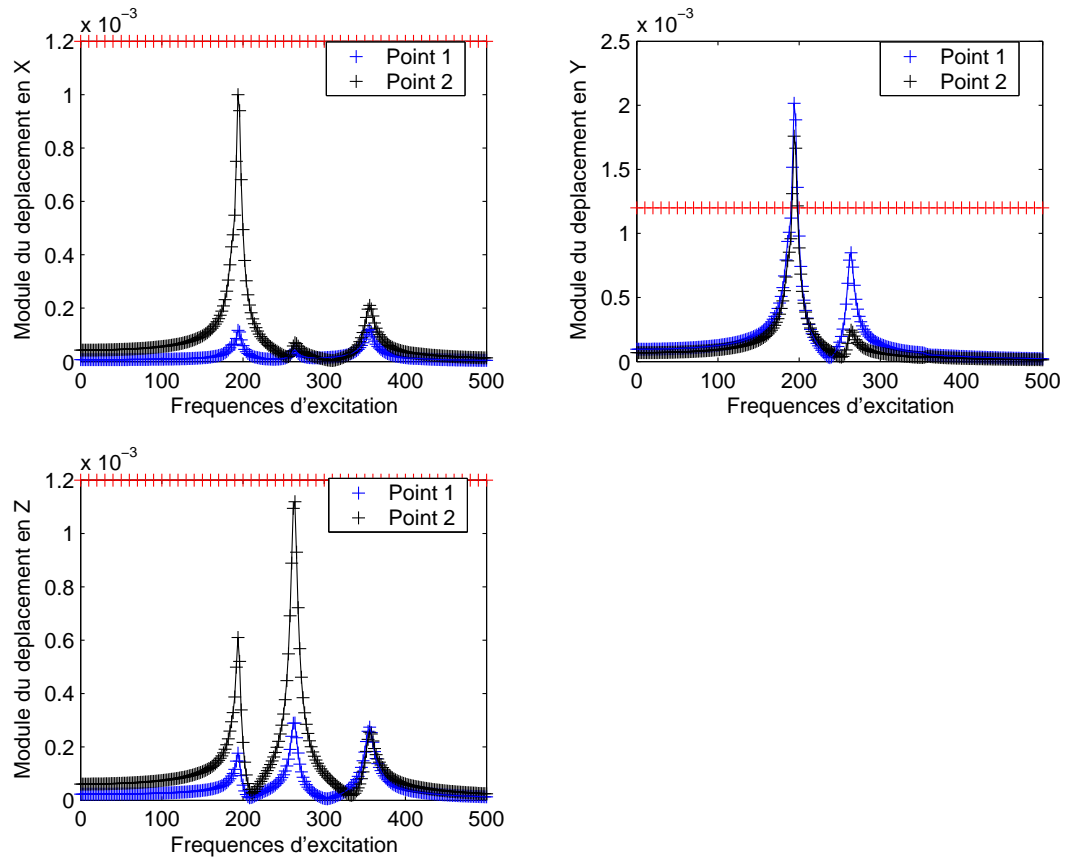 x 10−3
1.2
1
0.8
0.6
0.4
0.2
0
0 100 200 300 400 500
Module du deplacement en X
Frequences d'excitation
Point 1
Point 2
x 10−3
2.5
2
1.5
1
0.5
0
0 100 200 300 400 500
Module du deplacement en Y
Frequences d'excitation
Point 1
Point 2
x 10−3
1.2
1
0.8
0.6
0.4
0.2
0
0 100 200 300 400 500
Module du deplacement en Z
Frequences d'excitation
Point 1
Point 2